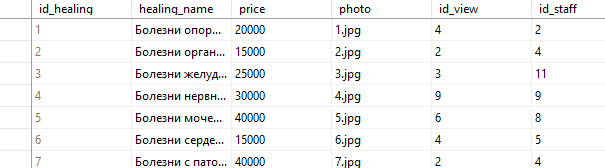 id_healing healing_name price photo id_view id_staff
1 Болезни опор... 20000 1.jpg 4 2
2 Болезни орган... 15000 2.jpg 2 4
3 Болезни желуд... 25000 3.jpg 3 11
4 Болезни нервн... 30000 4.jpg 9 9
5 Болезни моче... 40000 5.jpg 6 8
6 Болезни серде... 15000 6.jpg 4 5
7 Болезни с пато... 40000 7.jpg 2 4